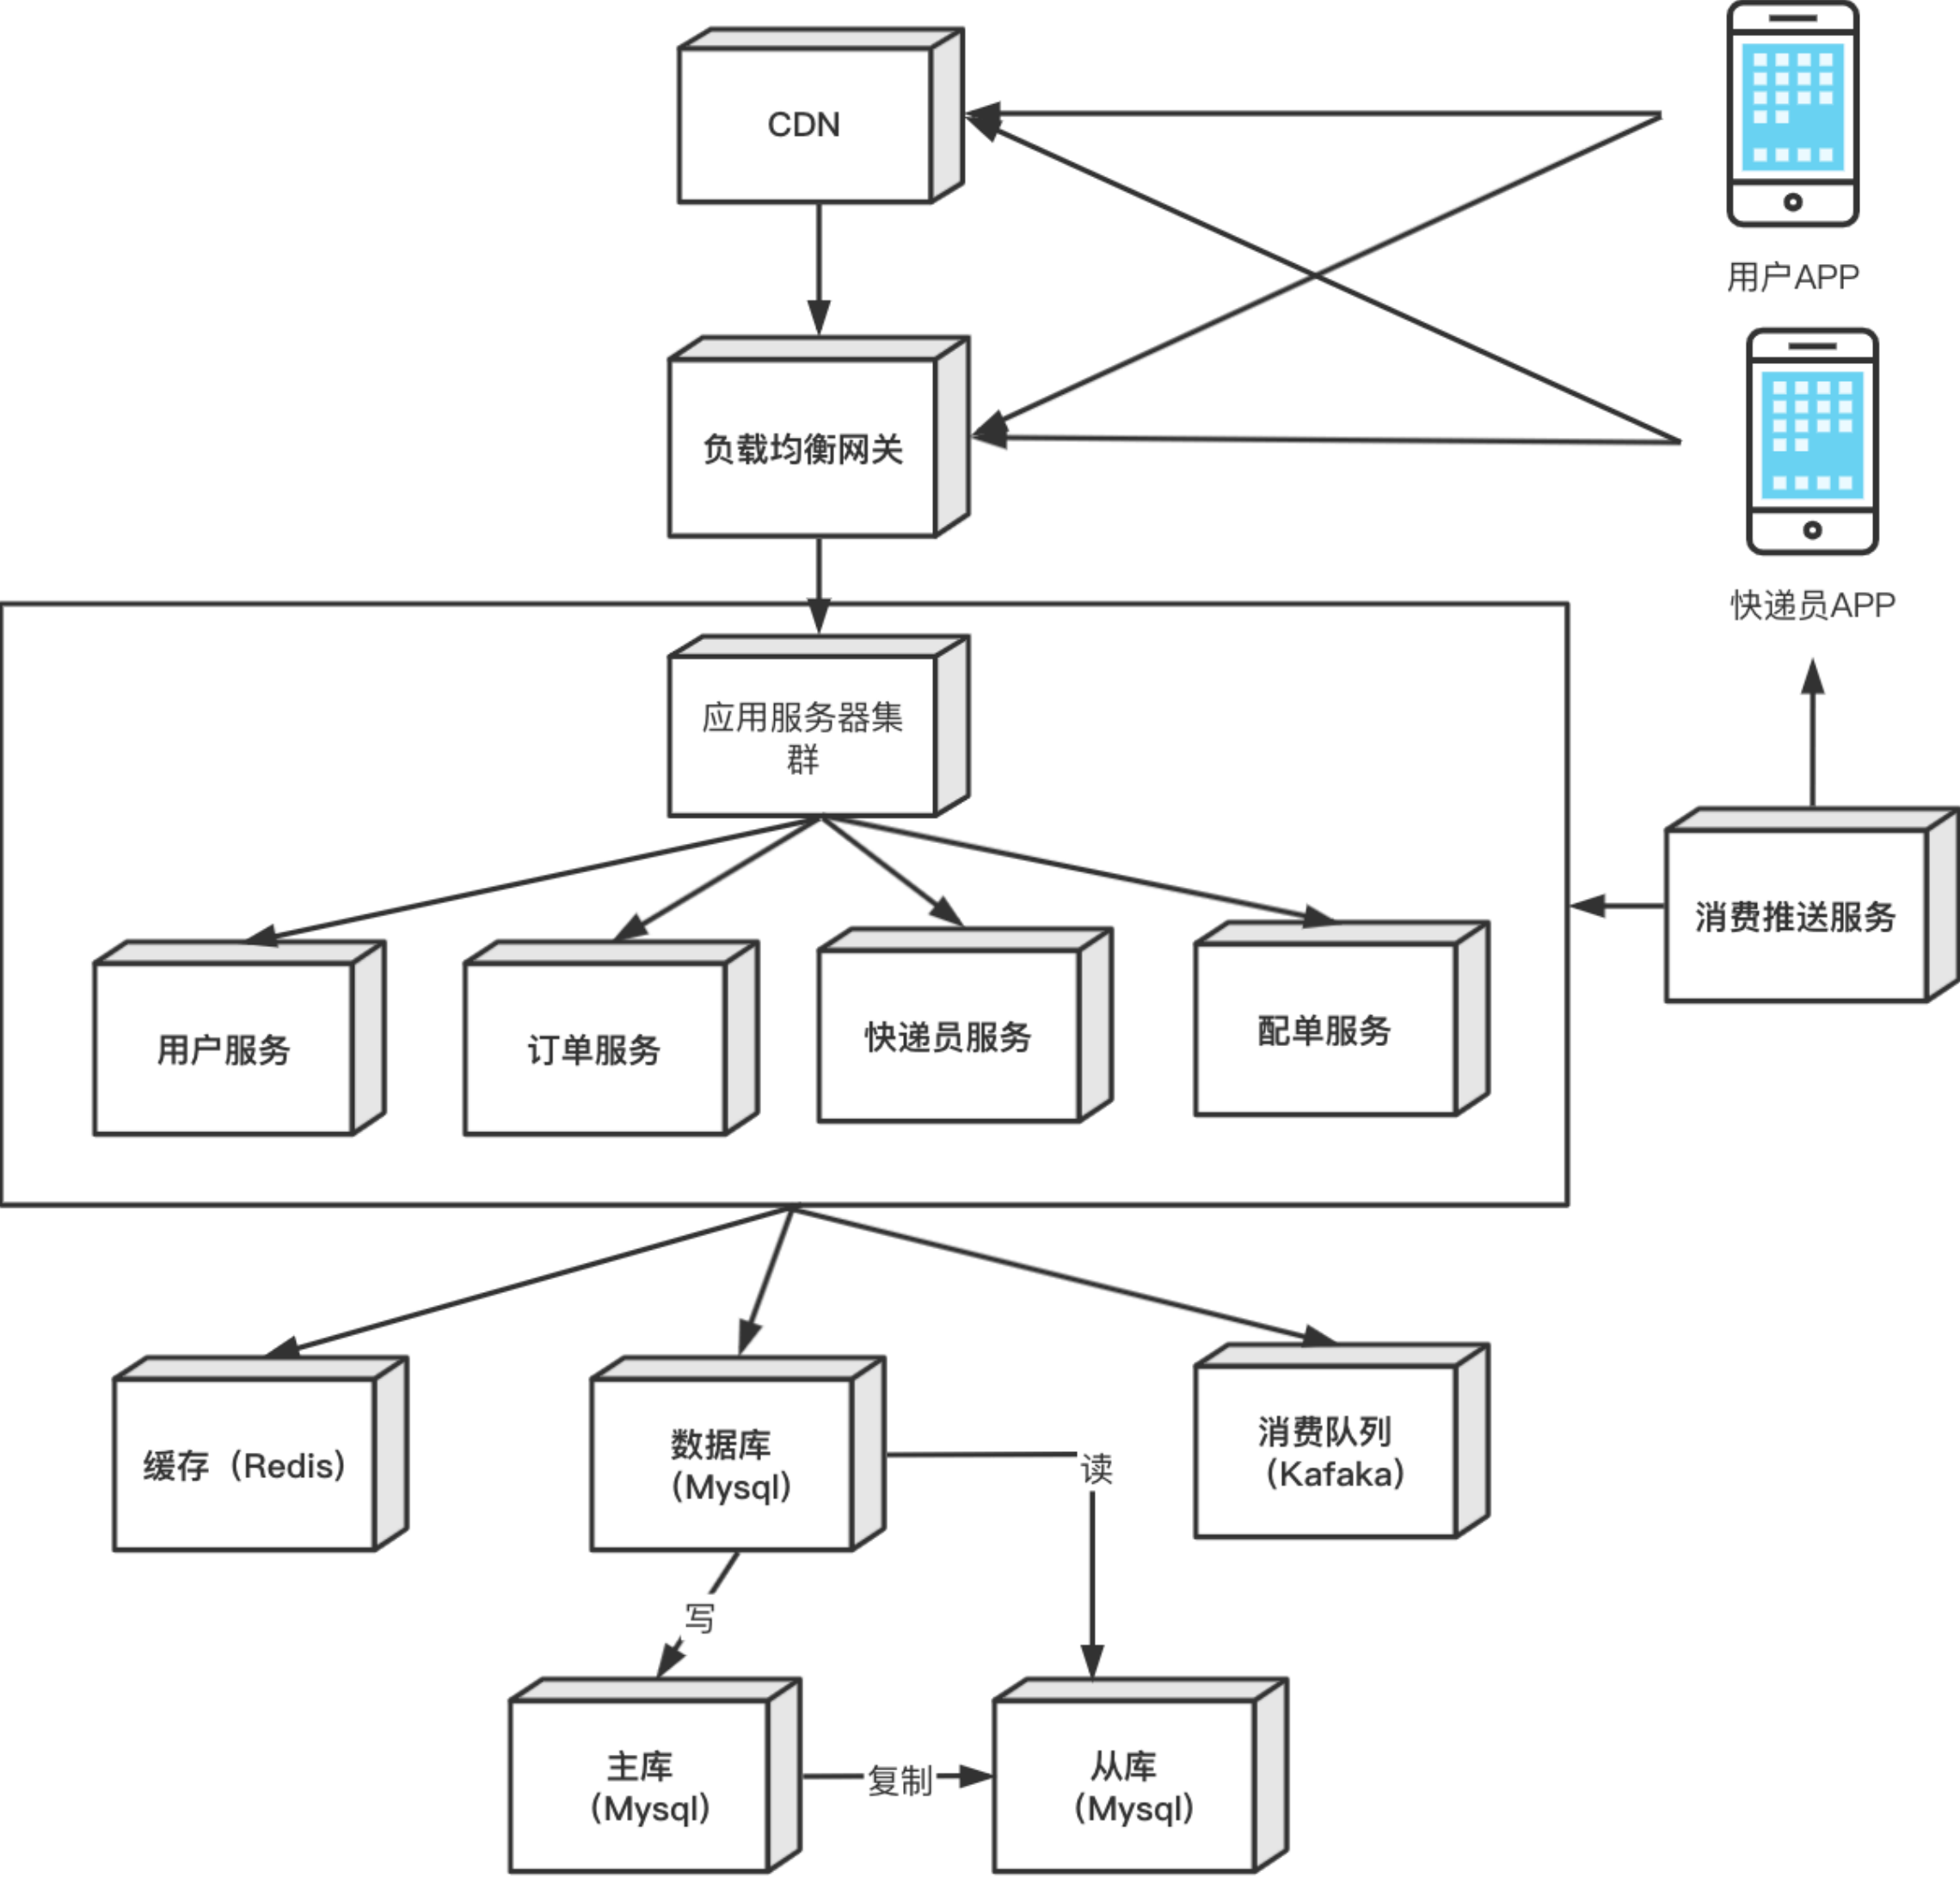 CDN
用户APP
负载均衡网关
快递员APP
应用服务器集
群
消费推送服务
用户服务
订单服务
快递员服务
配单服务
缓存（Redis）
数据库
（Mysql）
读
消费队列
（Kafaka）
写
主库
（Mysql）
复制
从库
（Mysql）